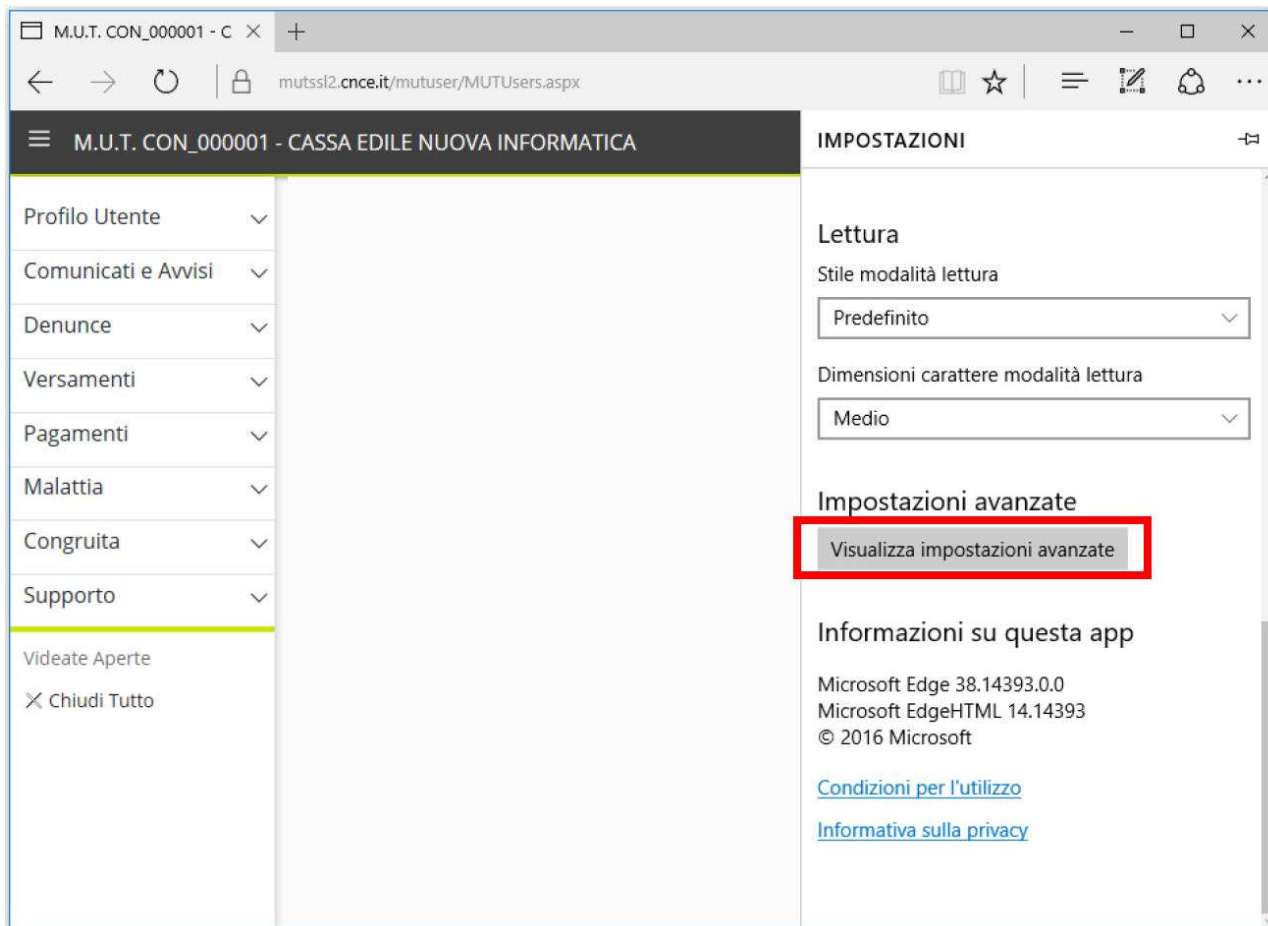 M.U.T. CON_000001 - C
mutssl2.cnce.it/mutuser/MUTUsers.aspx
M.U.T. CON_000001 - CASSA EDILE NUOVA INFORMATICA
Profilo Utente
Comunicati e Avvisi
Denunce
Versamenti
Pagamenti
Malattia
Congruita
Supporto
Videate Aperte
Chiudi Tutto
IMPOSTAZIONI
Lettura
Stile modalità lettura
Predefinito
Dimensioni carattere modalità lettura
Medio
Impostazioni avanzate
Visualizza impostazioni avanzate
Informazioni su questa app
Microsoft Edge 38.14393.0.0
Microsoft EdgeHTML 14.14393
© 2016 Microsoft
Condizioni per l'utilizzo
Informativa sulla privacy